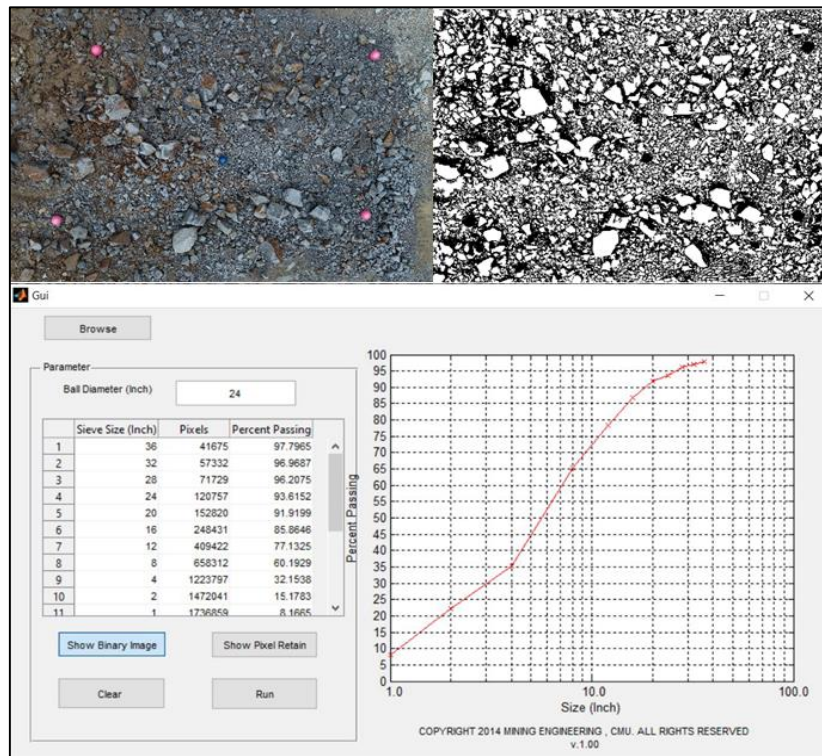 Gui
Browse
Parameter
Ball Diameter (Inch) 24
Sieve Size (Inch) Pixels Percent Passing
1 36 41675 97.7965
2 32 57332 96.9687
3 28 71729 96.2075
4 24 120757 93.6152
5 20 152820 91.9199
6 16 248431 85.8646
7 12 409422 77.1325
8 8 658312 60.1929
9 4 1223797 32.1538
10 2 1472041 15.1783
11 1 1736859 8.1665
Show Binary Image Show Pixel Retain
Clear Run
Percent Passing
100
95
90
85
80
75
70
65
60
55
50
45
40
35
30
25
20
15
10
5
0
1.0 10.0 100.0
Size (Inch)
COPYRIGHT 2014 MINING ENGINEERING , CMU. ALL RIGHTS RESERVED
v.1.00